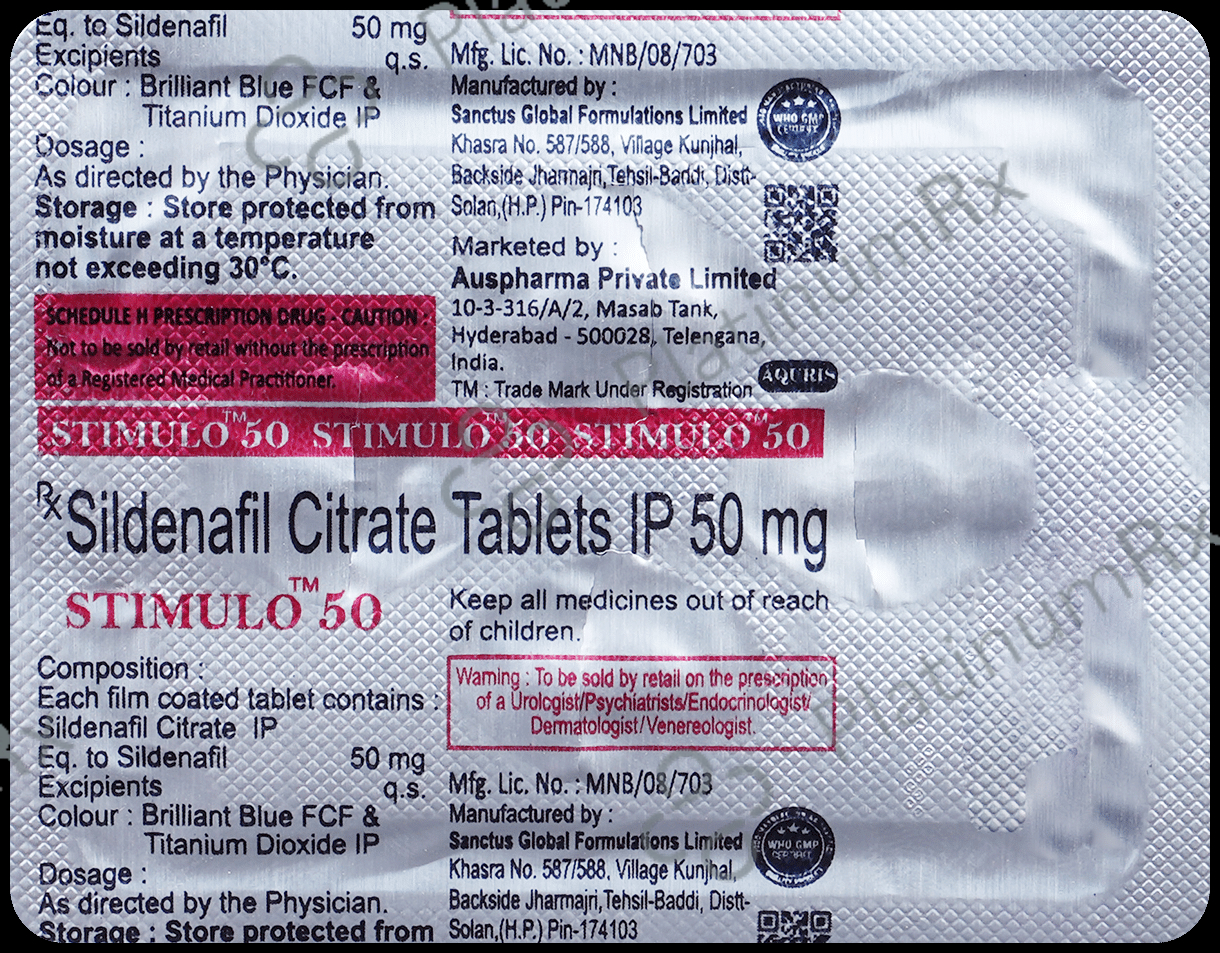 Eq. to Sildenafil 50 mg
Excipients q.s.
Colour : Brilliant Blue FCF &
Titanium Dioxide IP
Dosage :
As directed by the Physician.
Storage : Store protected from
moisture at a temperature
not exceeding 30°C.
SCHEDULE H PRESCRIPTION DRUG - CAUTION :
Not to be sold by retail without the prescription
of a Registered Medical Practitioner.
Mfg. Lic. No. : MNB/08/703
Manufactured by :
Sanctus Global Formulations Limited
Khasra No. 587/588, Village Kunjhal,
Backside Jharmajri, Tehsil-Baddi, Distt-
Solan,(H.P.) Pin-174103
WHO GMP
Marketed by :
Auspharma Private Limited
10-3-316/A/2, Masab Tank,
Hyderabad - 500028, Telengana,
India.
TM : Trade Mark Under Registration
AQURIS
STIMULO™ 50 STIMULO™ 50 STIMULO™ 50
Rx Sildenafil Citrate Tablets IP 50 mg
STIMULO™ 50
Composition :
Each film coated tablet contains :
Sildenafil Citrate IP
Eq. to Sildenafil 50 mg
Excipients q.s.
Colour : Brilliant Blue FCF &
Titanium Dioxide IP
Dosage :
As directed by the Physician.
Storage : Store protected from
Keep all medicines out of reach
of children.
Warning : To be sold by retail on the prescription
of a Urologist/Psychiatrists/Endocrinologist/
Dermatologist/Venereologist.
Mfg. Lic. No. : MNB/08/703
Manufactured by :
Sanctus Global Formulations Limited
Khasra No. 587/588, Village Kunjhal,
Backside Jharmajri, Tehsil-Baddi, Distt-
Solan,(H.P.) Pin-174103
WHO GMP
PlatinumRx
PlatinumRx